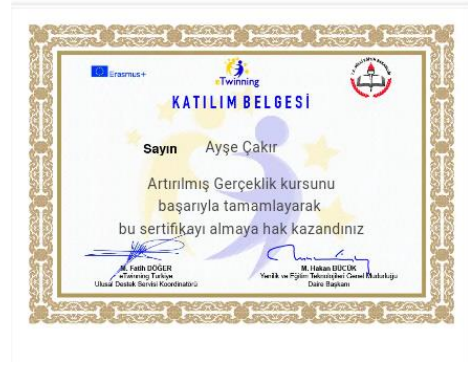 Erasmus+
eTwinning
KATILIM BELGESİ
Sayın Ayşe Çakır
Artırılmış Gerçeklik kursunu
başarıyla tamamlayarak
bu sertifikayı almaya hak kazandınız
M. Fatih DÖĞER
eTwinning Türkiye
Ulusal Destek Servisi Koordinatörü
M. Hakan BÜCÜK
Yenilik ve Eğitim Teknolojileri Genel Müdürlüğü
Daire Başkanı